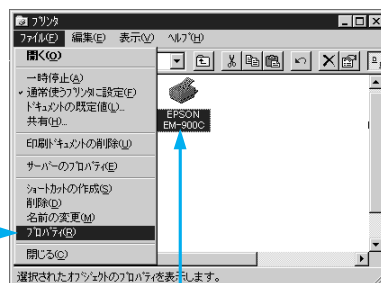 プリンタ
ファイル(F) 編集(E) 表示(V) ヘルプ(H)
開く(O)
一時停止(A)
通常使うプリンタに設定(F)
ドキュメントの既定値(L)...
共有(H)...
印刷ドキュメントの削除(U)
サーバーのプロパティ(E)
ショートカットの作成(S)
削除(D)
名前の変更(M)
プロパティ(R)
閉じる(C)
EPSON
EM-900C
選択されたオブジェクトのプロパティを表示します。